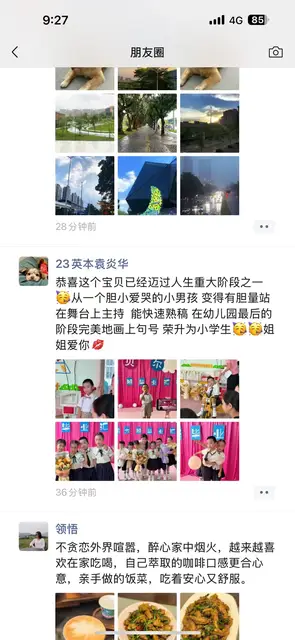 9:27
4G
85
朋友圈
28分钟前
23英本袁炎华
恭喜这个宝贝已经迈过人生重大阶段之一
🥳从一个胆小爱哭的小男孩 变得有胆量站
在舞台上主持 能快速熟稿 在幼儿园最后的
阶段完美地画上句号 荣升为小学生🥳🥳姐
姐爱你💋
36分钟前
领悟
不贪恋外界喧嚣，醉心家中烟火，越来越喜
欢在家吃喝，自己萃取的咖啡口感更合心
意，亲手做的饭菜，吃着安心又舒服。